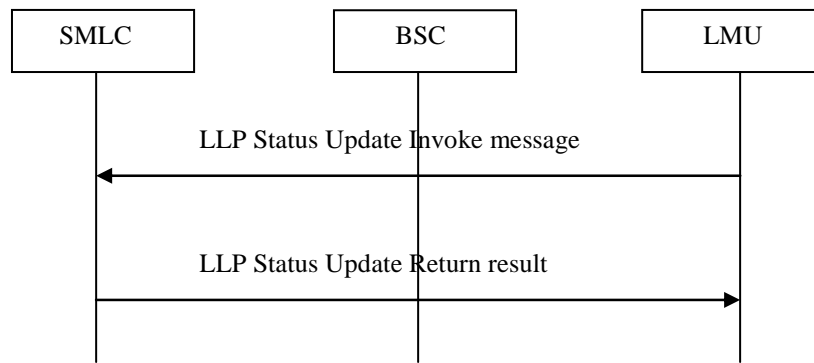 SMLC
BSC
LMU
LLP Status Update Invoke message
LLP Status Update Return result